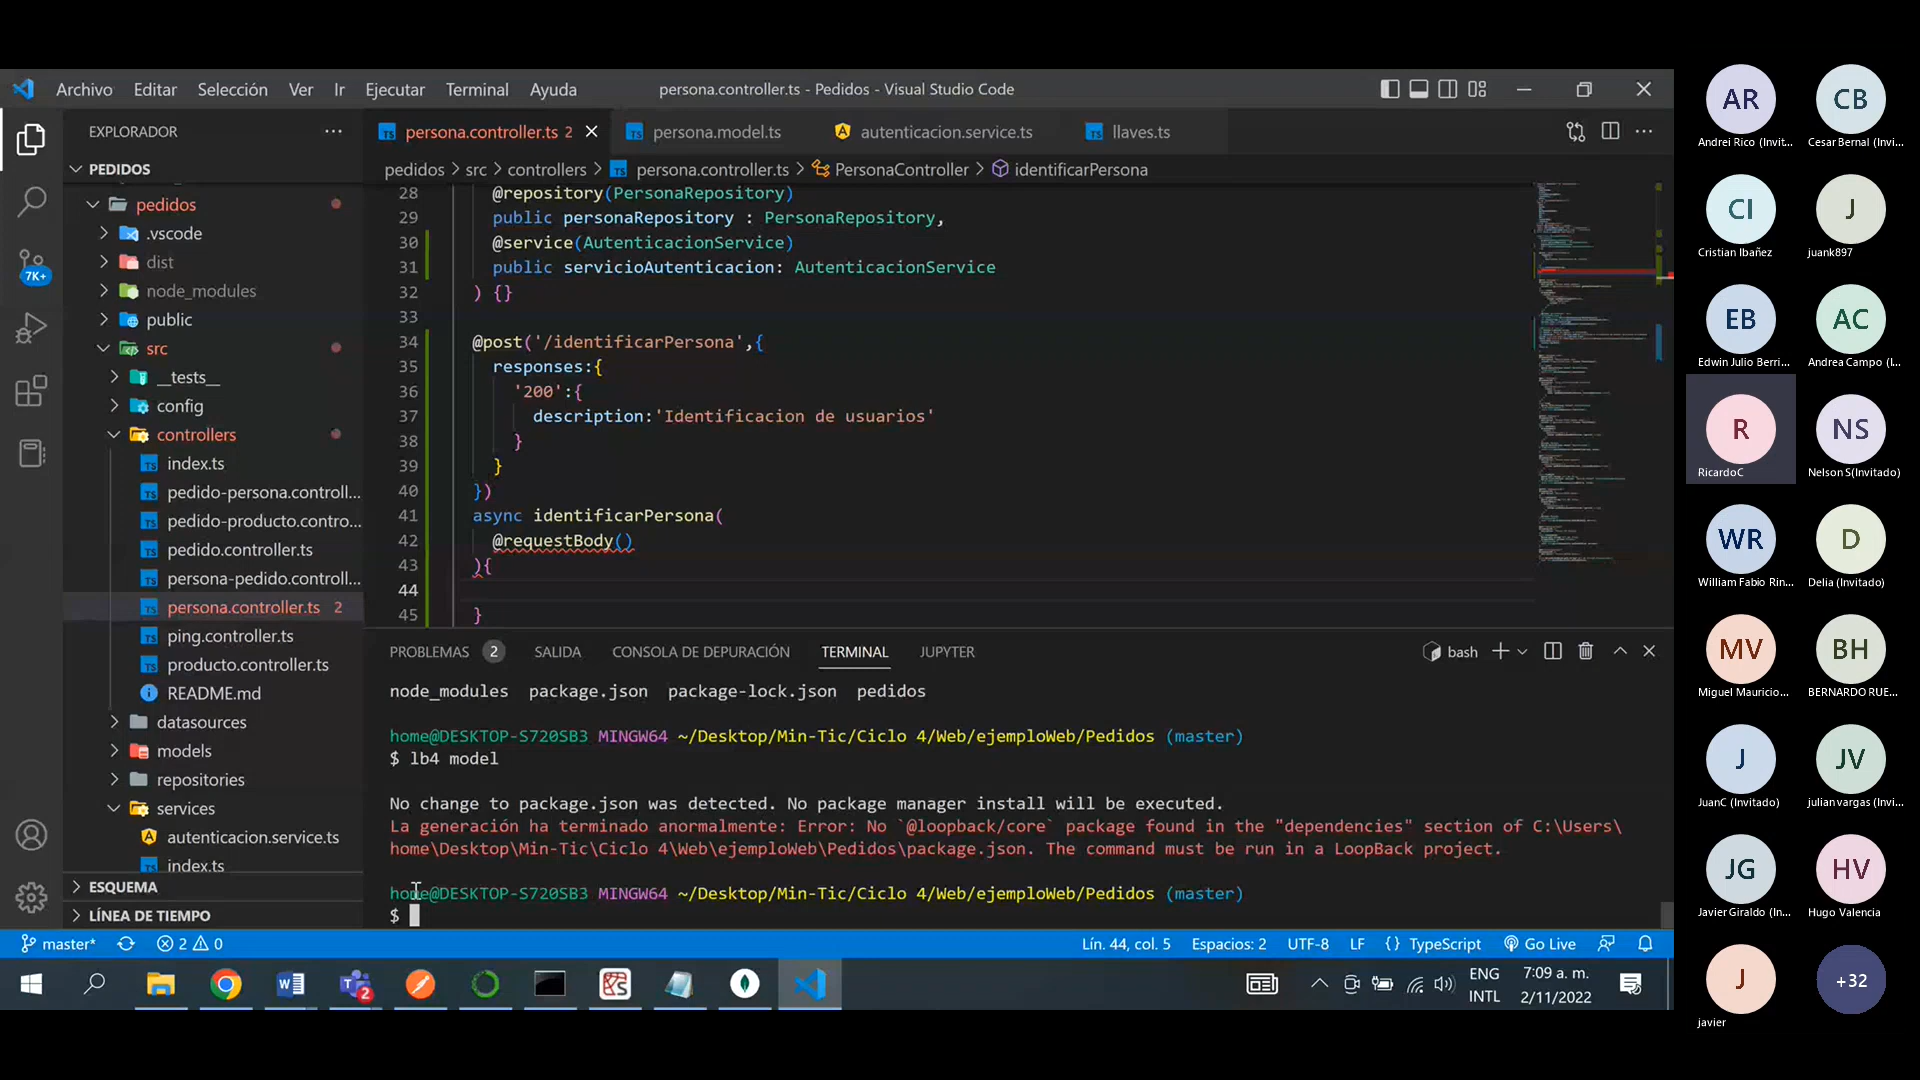 Archivo Editar Selección Ver Ir Ejecutar Terminal Ayuda
persona.controller.ts - Pedidos - Visual Studio Code
EXPLORADOR
persona.controller.ts 2
persona.model.ts
autenticacion.service.ts
llaves.ts
pedidos > src > controllers > persona.controller.ts > PersonaController > identificarPersona
7K+
PEDIDOS
pedidos
.vscode
dist
node_modules
public
src
__tests__
config
controllers
index.ts
pedido-persona.controll...
pedido-producto.contro...
pedido.controller.ts
persona-pedido.controll...
persona.controller.ts 2
ping.controller.ts
producto.controller.ts
README.md
datasources
models
repositories
services
autenticacion.service.ts
index.ts
ESQUEMA
LÍNEA DE TIEMPO
28 @repository(PersonaRepository)
29 public personaRepository : PersonaRepository,
30 @service(AutenticacionService)
31 public servicioAutenticacion: AutenticacionService
32 ) {}
33
34 @post('/identificarPersona',{
35 responses:{
36 '200':{
37 description:'Identificacion de usuarios'
38 }
39 }
40 })
41 async identificarPersona(
42 @requestBody()
43 ){
44
45 }
PROBLEMAS 2 SALIDA CONSOLA DE DEPURACIÓN TERMINAL JUPYTER
bash
node_modules package.json package-lock.json pedidos
home@DESKTOP-S720SB3 MINGW64 ~/Desktop/Min-Tic/Ciclo 4/Web/ejemploWeb/Pedidos (master)
$ lb4 model
No change to package.json was detected. No package manager install will be executed.
La generación ha terminado anormalmente: Error: No `@loopback/core` package found in the "dependencies" section of C:\Users\
home\Desktop\Min-Tic\Ciclo 4\Web\ejemploWeb\Pedidos\package.json. The command must be run in a LoopBack project.
home@DESKTOP-S720SB3 MINGW64 ~/Desktop/Min-Tic/Ciclo 4/Web/ejemploWeb/Pedidos (master)
$
master* 2 0
Lín. 44, col. 5 Espacios: 2 UTF-8 LF {} TypeScript Go Live
2
ENG
INTL
7:09 a. m.
2/11/2022
AR
Andrei Rico (Invit...
CB
Cesar Bernal (Invi...
CI
Cristian Ibañez
J
juank897
EB
Edwin Julio Berri...
AC
Andrea Campo (I...
R
RicardoC
NS
Nelson S(Invitado)
WR
William Fabio Rin...
D
Delia (Invitado)
MV
Miguel Mauricio...
BH
BERNARDO RUE...
J
JuanC (Invitado)
JV
julian vargas (Invi...
JG
Javier Giraldo (In...
HV
Hugo Valencia
J
javier
+32